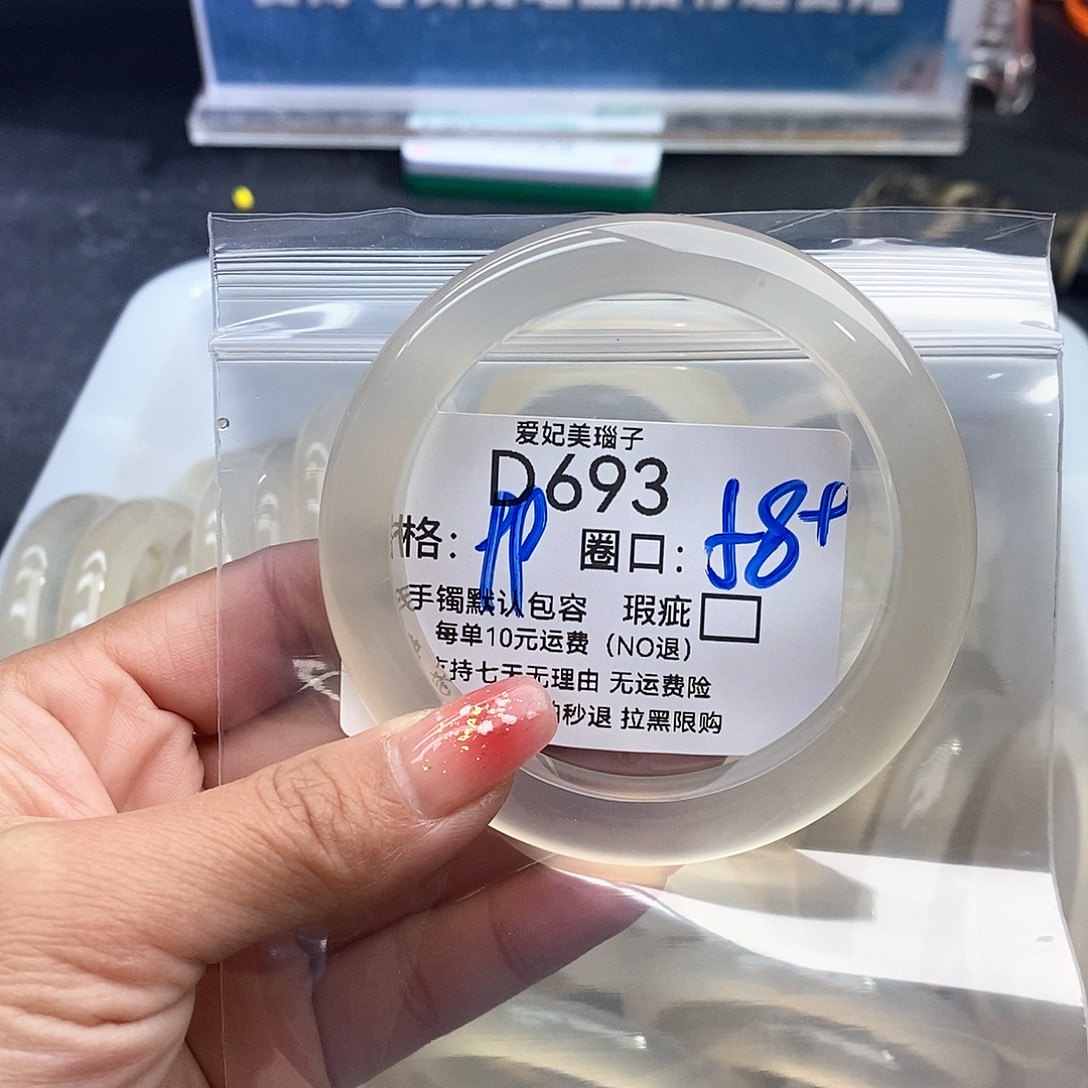 爱妃美瑙子
D693
格: 99 圈口: 58+
手镯默认包容 瑕疵
每单10元运费（NO退）
支持七天无理由 无运费险
秒退 拉黑限购